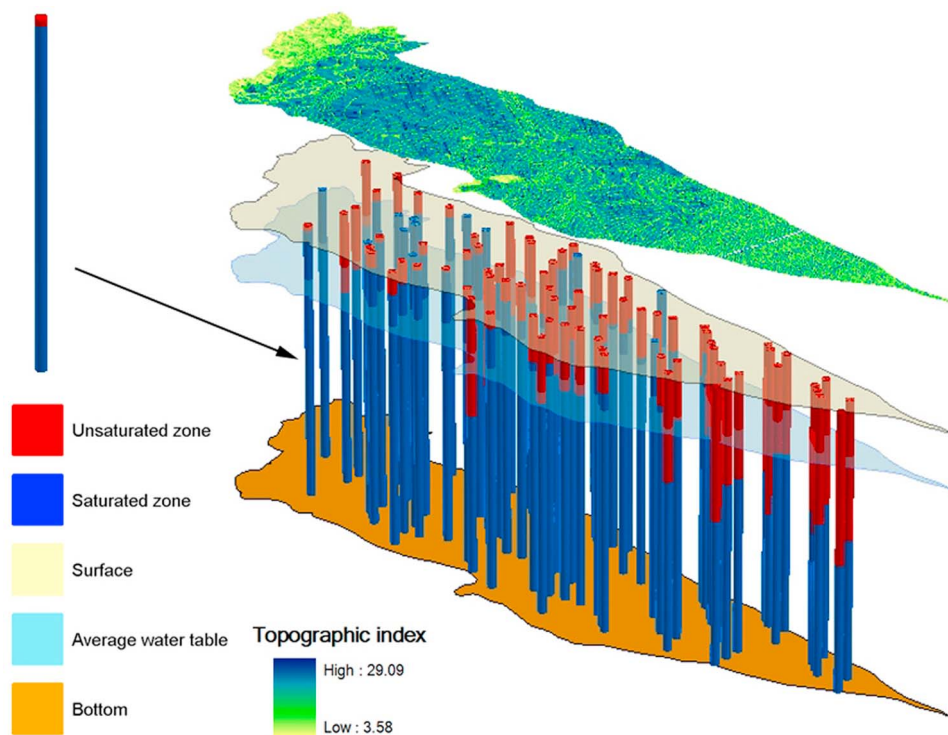 Unsaturated zone
Saturated zone
Surface
Average water table
Bottom
Topographic index
High : 29.09
Low : 3.58